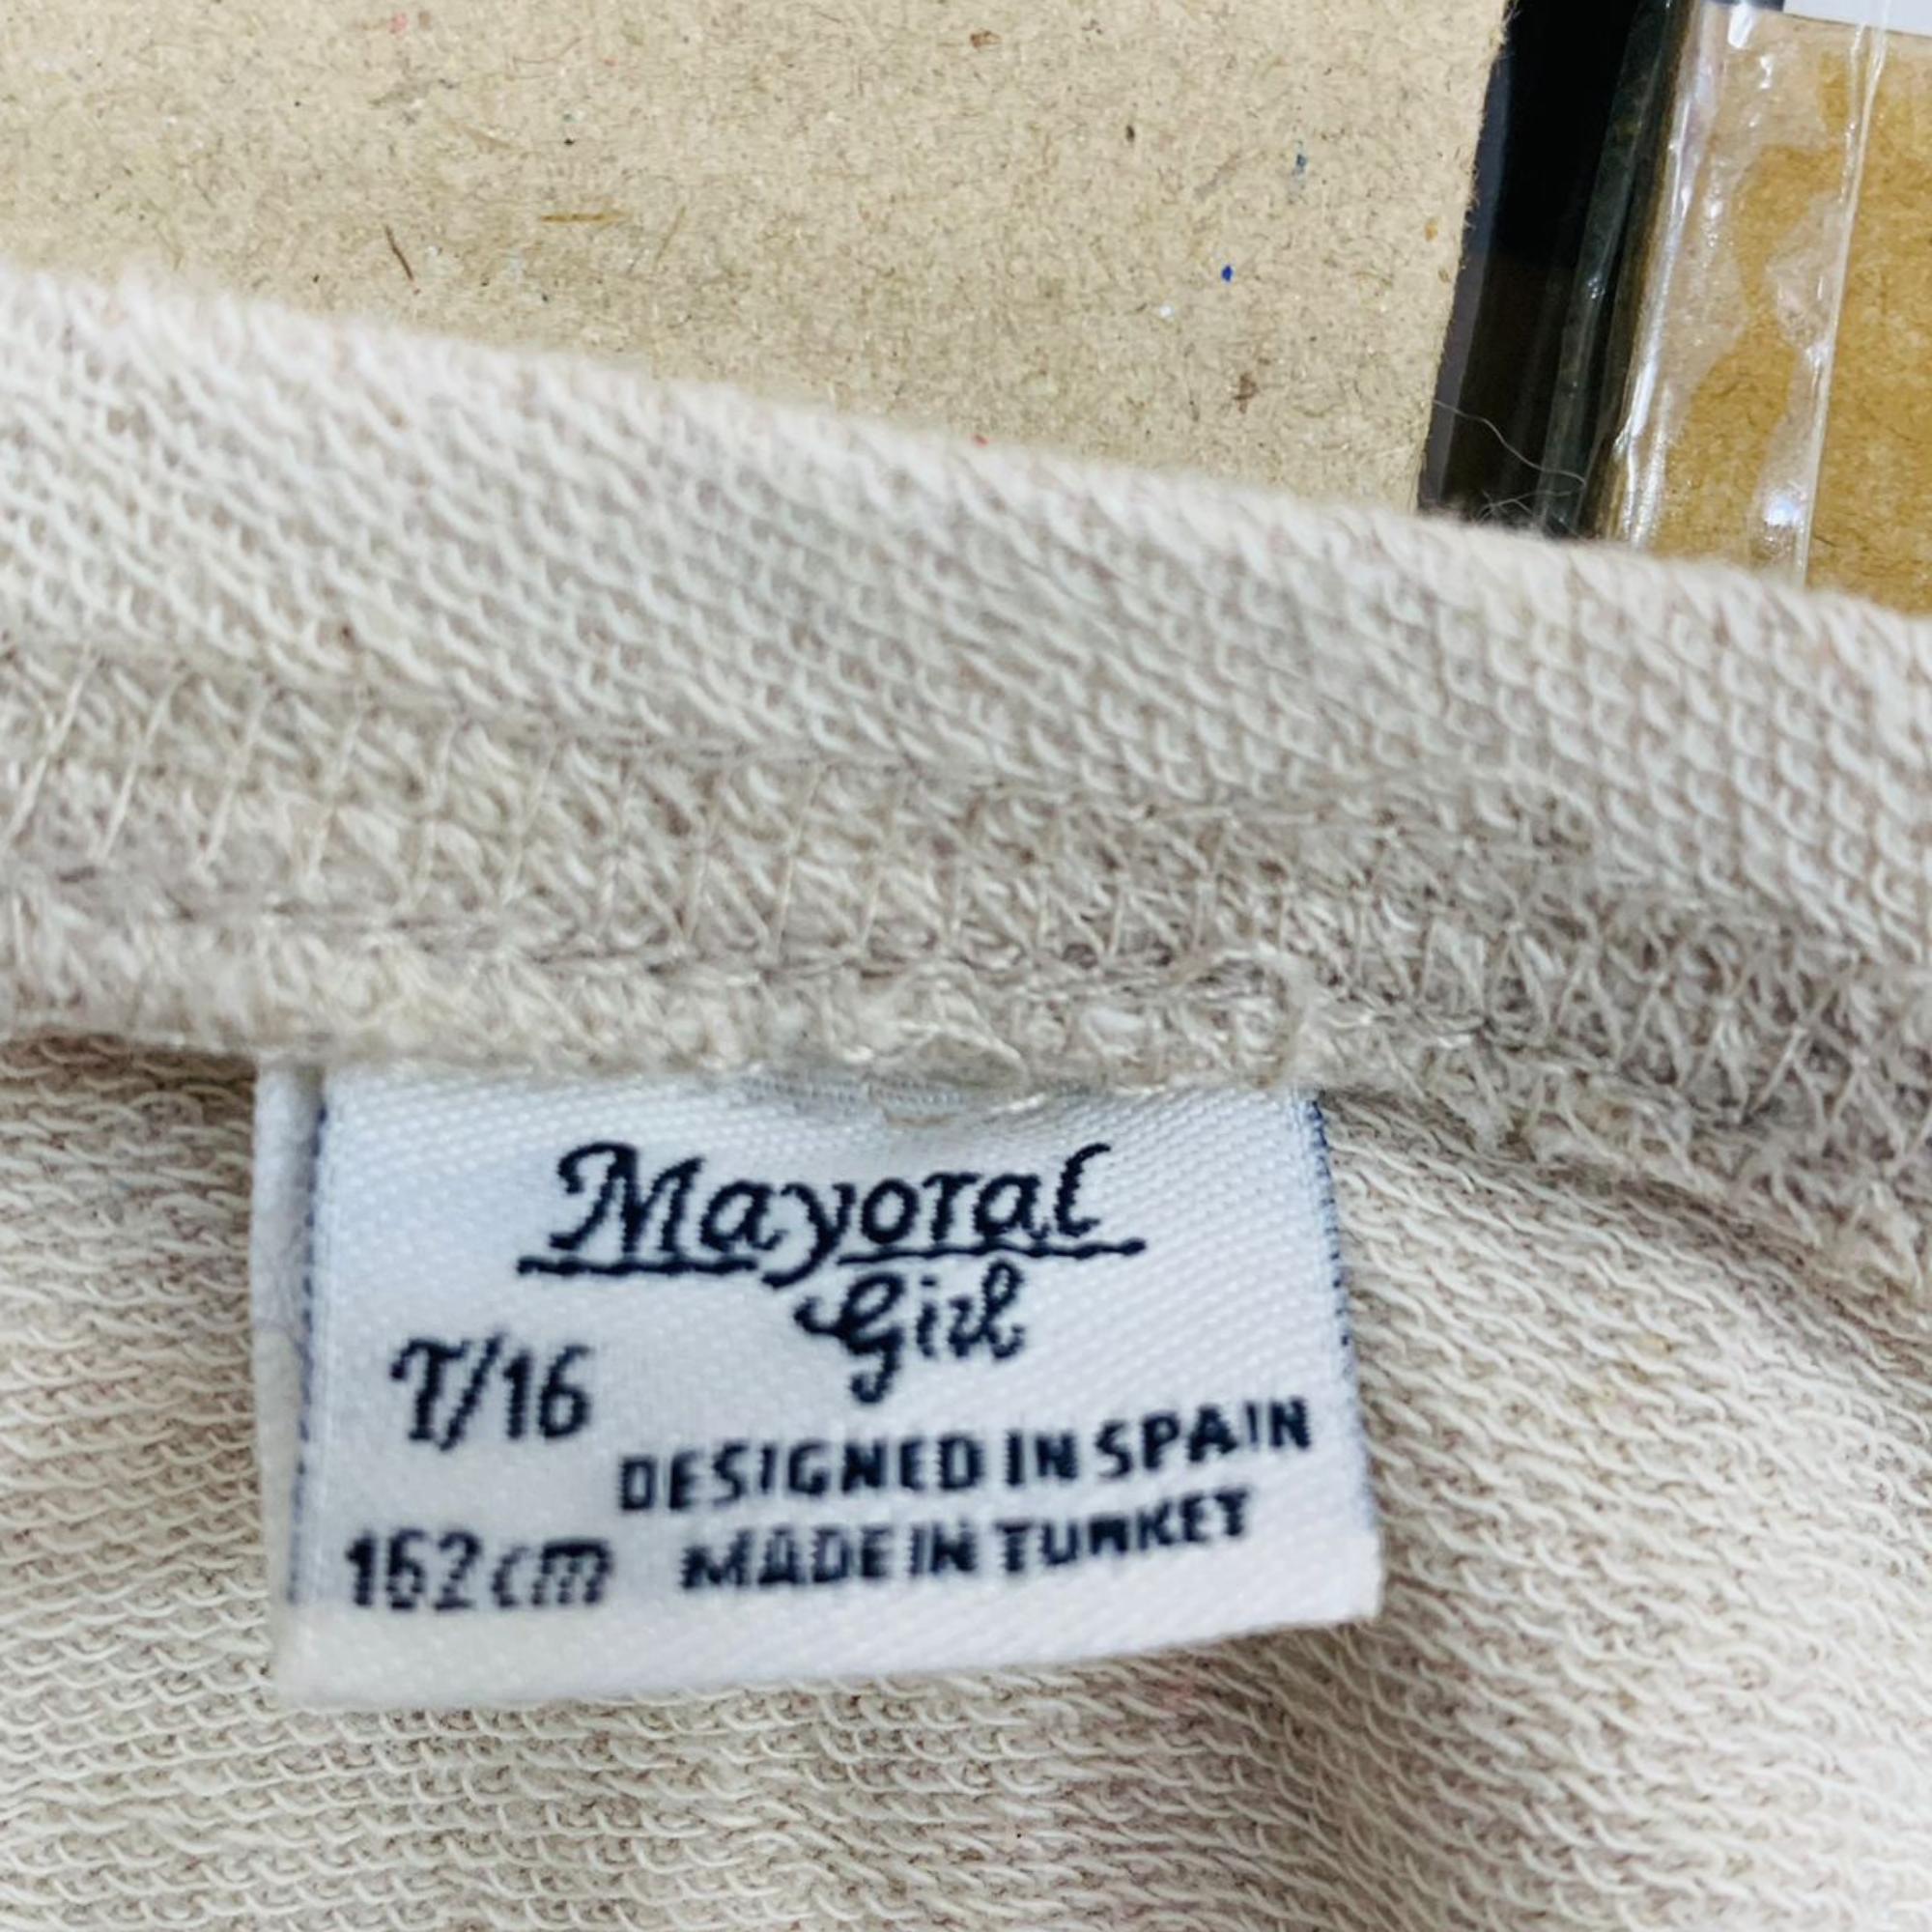 Mayoral
Girl
T/16
DESIGNED IN SPAIN
162cm MADE IN TURKEY